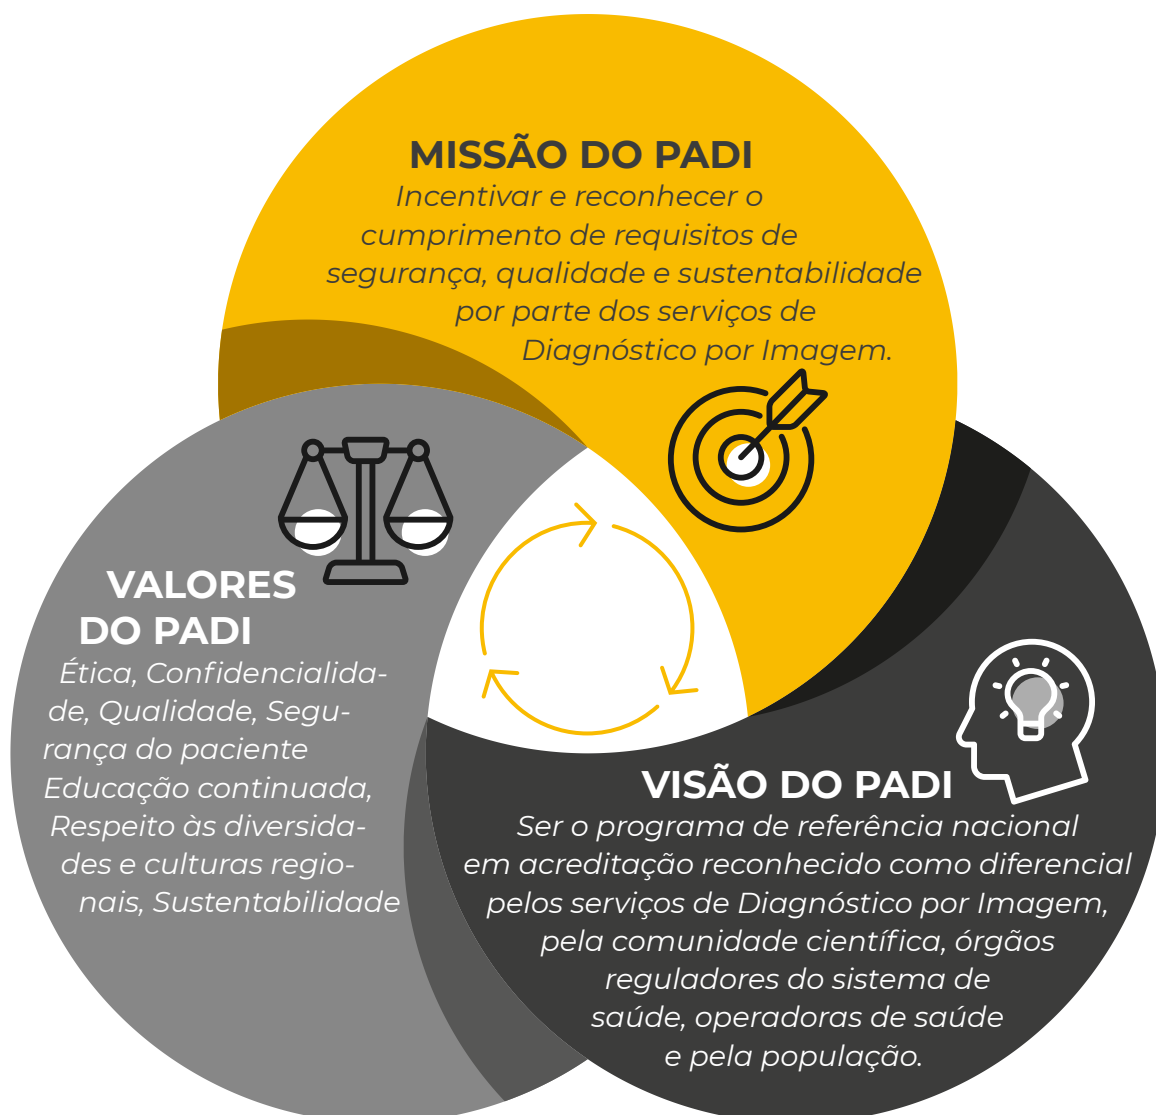 MISSÃO DO PADI
Incentivar e reconhecer o
cumprimento de requisitos de
segurança, qualidade e sustentabilidade
por parte dos serviços de
Diagnóstico por Imagem.
VALORES
DO PADI
Ética, Confidencialida-
de, Qualidade, Segu-
rança do paciente
Educação continuada,
Respeito às diversida-
des e culturas regio-
nais, Sustentabilidade
VISÃO DO PADI
Ser o programa de referência nacional
em acreditação reconhecido como diferencial
pelos serviços de Diagnóstico por Imagem,
pela comunidade científica, órgãos
reguladores do sistema de
saúde, operadoras de saúde
e pela população.